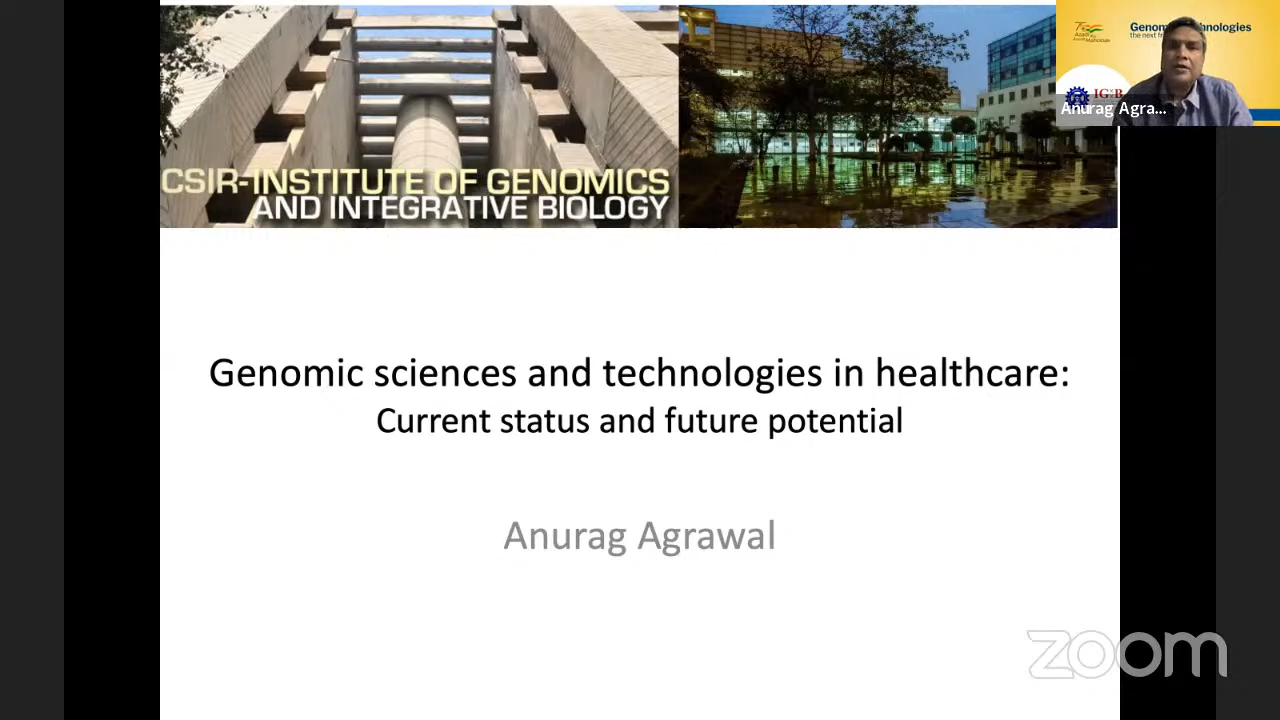 CSIR-INSTITUTE OF GENOMICS
AND INTEGRATIVE BIOLOGY
Anurag Agra...
Genomic sciences and technologies in healthcare:
Current status and future potential
Anurag Agrawal
zoom